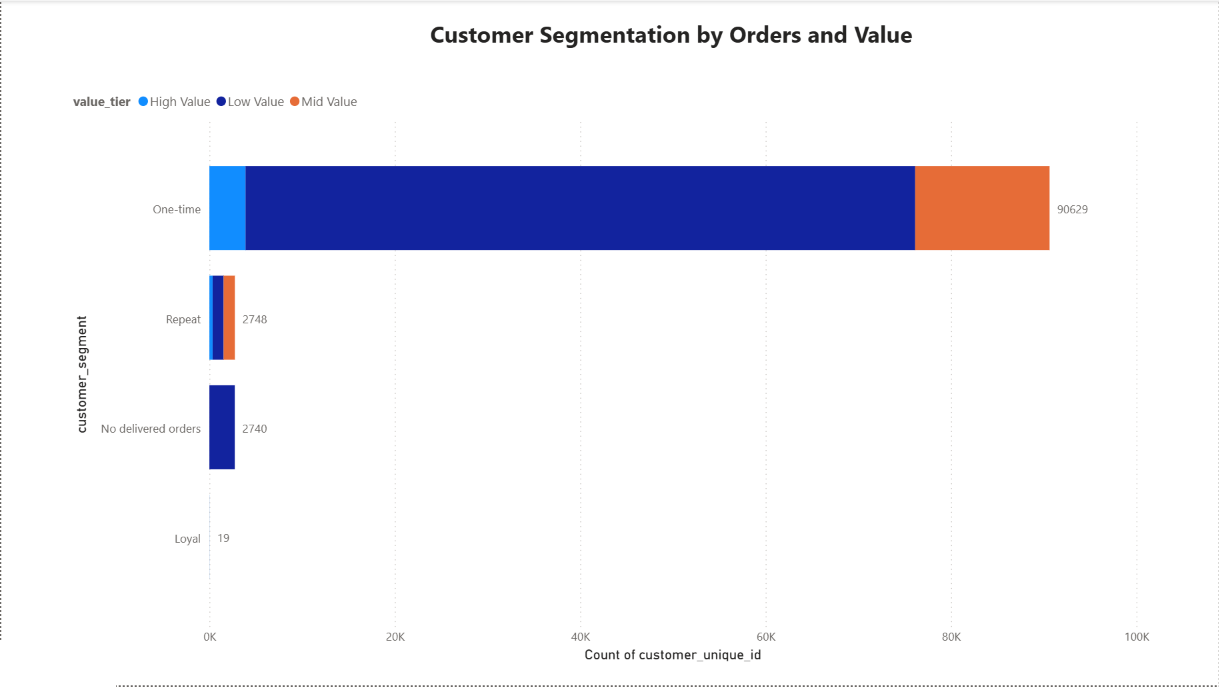 Customer Segmentation by Orders and Value
value_tier High Value Low Value Mid Value
customer_segment
One-time 90629
Repeat 2748
No delivered orders 2740
Loyal 19
0K 20K 40K 60K 80K 100K
Count of customer_unique_id